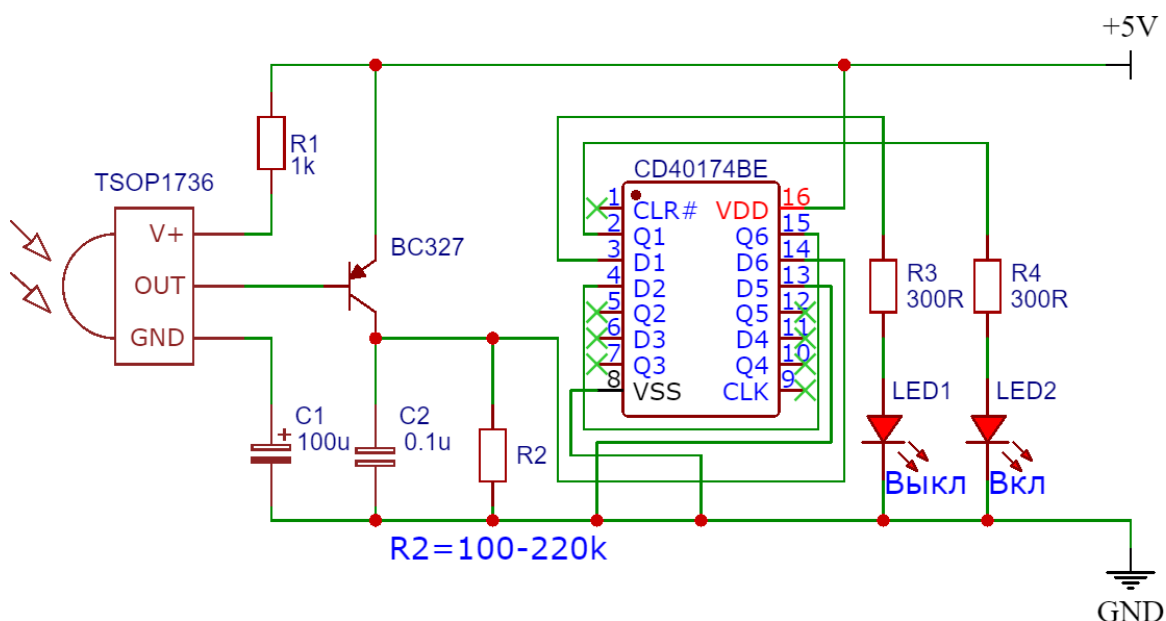 +5V
R1
1k
TSOP1736
V+
OUT
GND
BC327
C1
+
100u
C2
0.1u
R2
R2=100-220k
CD40174BE
1 CLR# VDD 16
2 Q1 Q6 15
3 D1 D6 14
4 D2 D5 13
5 Q2 Q5 12
6 D3 D4 11
7 Q3 Q4 10
8 VSS CLK 9
R3
300R
R4
300R
LED1
LED2
Выкл
Вкл
GND